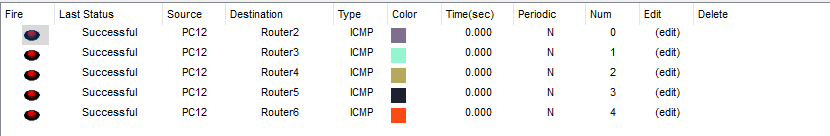 Fire Last Status Source Destination Type Color Time(sec) Periodic Num Edit Delete
Successful PC12 Router2 ICMP 0.000 N 0 (edit)
Successful PC12 Router3 ICMP 0.000 N 1 (edit)
Successful PC12 Router4 ICMP 0.000 N 2 (edit)
Successful PC12 Router5 ICMP 0.000 N 3 (edit)
Successful PC12 Router6 ICMP 0.000 N 4 (edit)